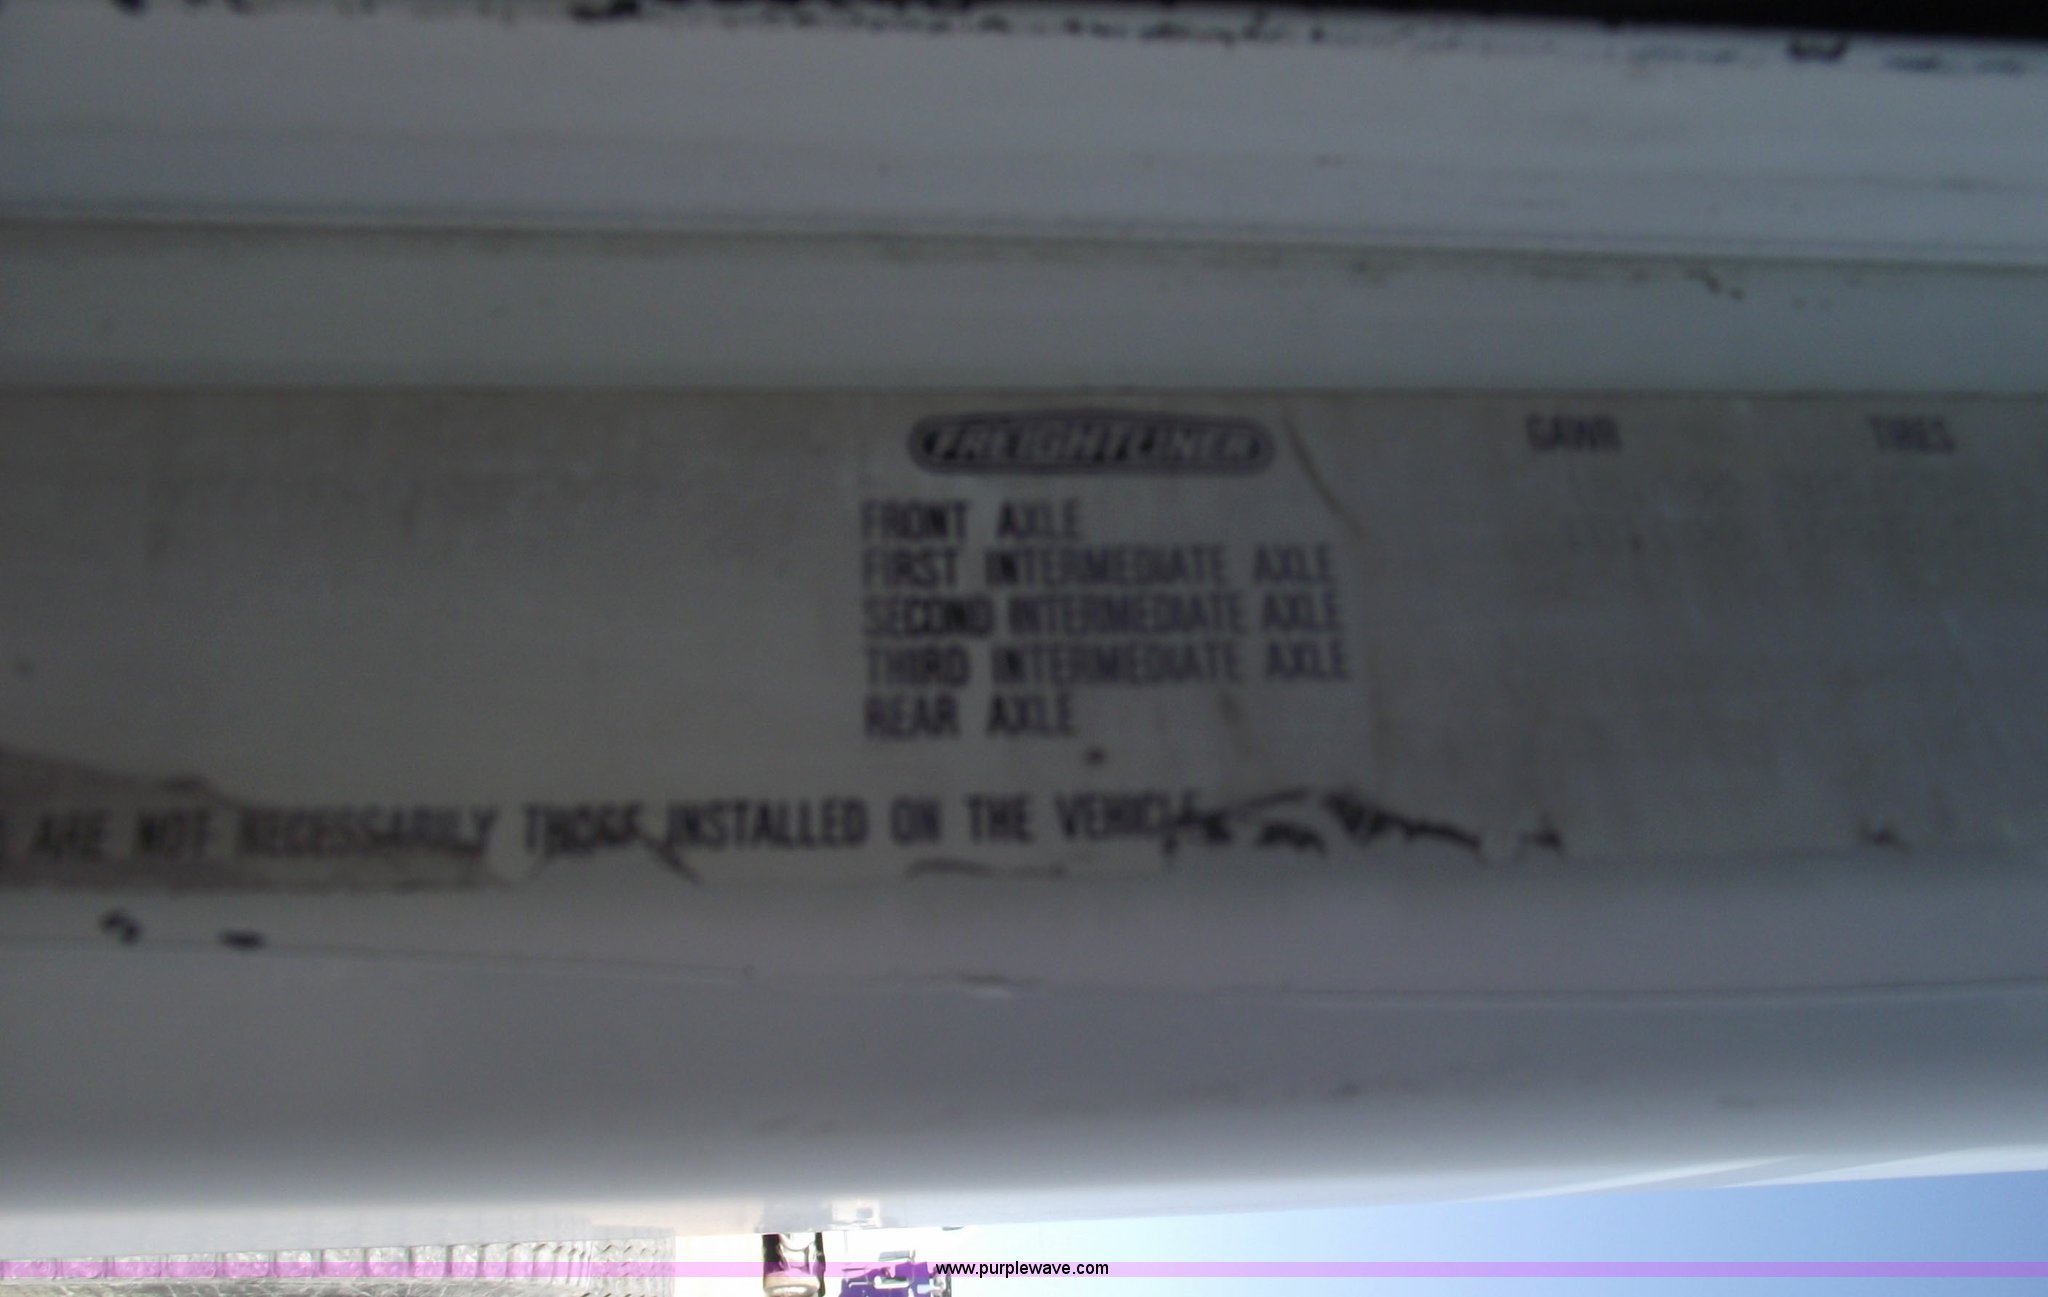 FREIGHTLINER GAWR TIRES
FRONT AXLE
FIRST INTERMEDIATE AXLE
SECOND INTERMEDIATE AXLE
THIRD INTERMEDIATE AXLE
REAR AXLE
ARE NOT NECESSARILY THOSE INSTALLED ON THE VEHICLE
www.purplewave.com